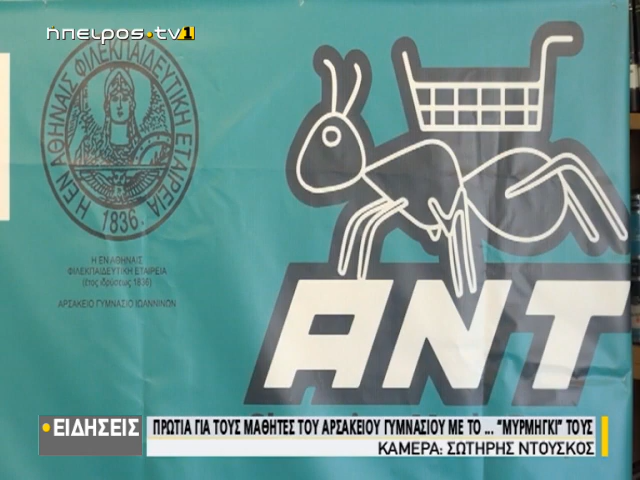 ηπειρος.tv1
Η ΕΝ ΑΘΗΝΑΙΣ ΦΙΛΕΚΠΑΙΔΕΥΤΙΚΗ ΕΤΑΙΡΕΙΑ
1836
Η ΕΝ ΑΘΗΝΑΙΣ
ΦΙΛΕΚΠΑΙΔΕΥΤΙΚΗ ΕΤΑΙΡΕΙΑ
(έτος ιδρύσεως 1836)
ΑΡΣΑΚΕΙΟ ΓΥΜΝΑΣΙΟ ΙΩΑΝΝΙΝΩΝ
ANT
ΕΙΔΗΣΕΙΣ
ΠΡΩΤΙΑ ΓΙΑ ΤΟΥΣ ΜΑΘΗΤΕΣ ΤΟΥ ΑΡΣΑΚΕΙΟΥ ΓΥΜΝΑΣΙΟΥ ΜΕ ΤΟ ... “ΜΥΡΜΗΓΚΙ” ΤΟΥΣ
ΚΑΜΕΡΑ: ΣΩΤΗΡΗΣ ΝΤΟΥΣΚΟΣ